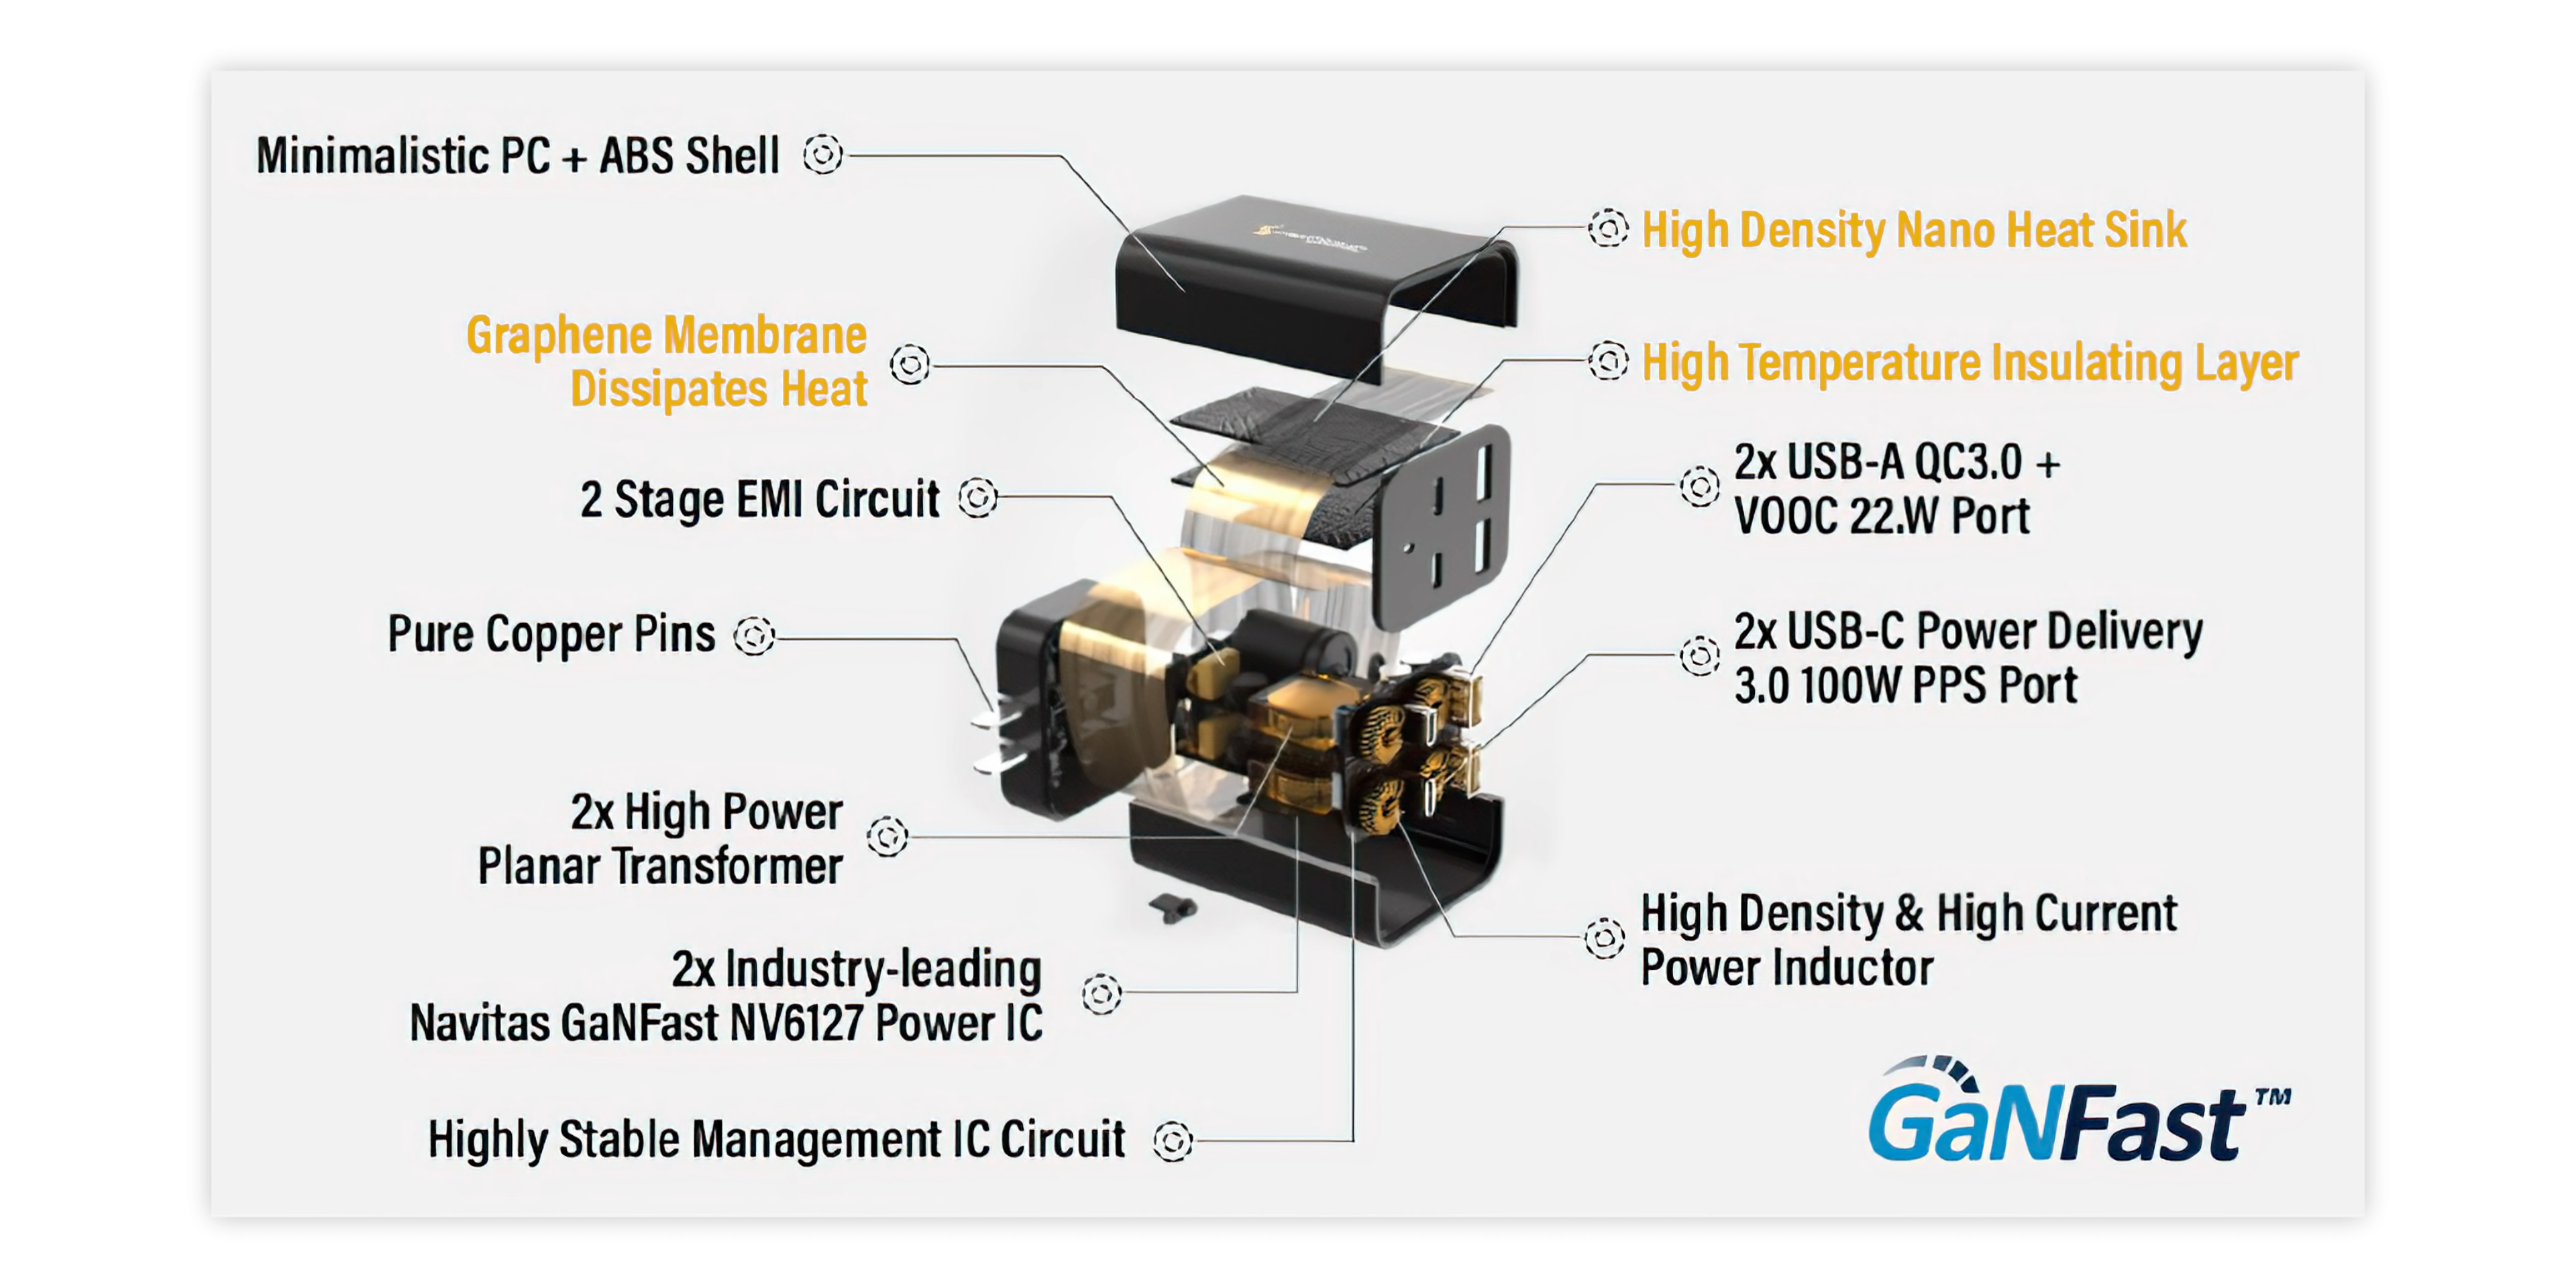 Minimalistic PC + ABS Shell
High Density Nano Heat Sink
Graphene Membrane
Dissipates Heat
High Temperature Insulating Layer
2 Stage EMI Circuit
2x USB-A QC3.0 +
VOOC 22.W Port
Pure Copper Pins
2x USB-C Power Delivery
3.0 100W PPS Port
2x High Power
Planar Transformer
High Density & High Current
Power Inductor
2x Industry-leading
Navitas GaNFast NV6127 Power IC
Highly Stable Management IC Circuit
GaNFast™